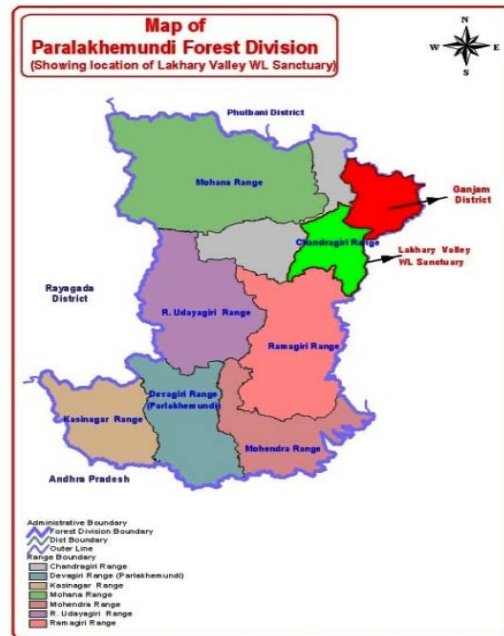 Map of
Paralakhemundi Forest Division
(Showing location of Lakhary Valley WL Sanctuary)
N
W E
S
Phulbani District
Mohana Range
Ganjam
District
Chandragiri Range
Lakhary Valley
WL Sanctuary
Rayagada
District
R. Udayagiri Range
Ramagiri Range
Devagiri Range
(Parlakhemundi)
Kasinagar Range
Mohendra Range
Andhra Pradesh
Administrative Boundary
Forest Division Boundary
Dist Boundary
Outer Line
Range Boundary
Chandragiri Range
Devagiri Range (Parlakhemundi)
Kasinagar Range
Mohana Range
Mohendra Range
R. Udayagiri Range
Ramagiri Range